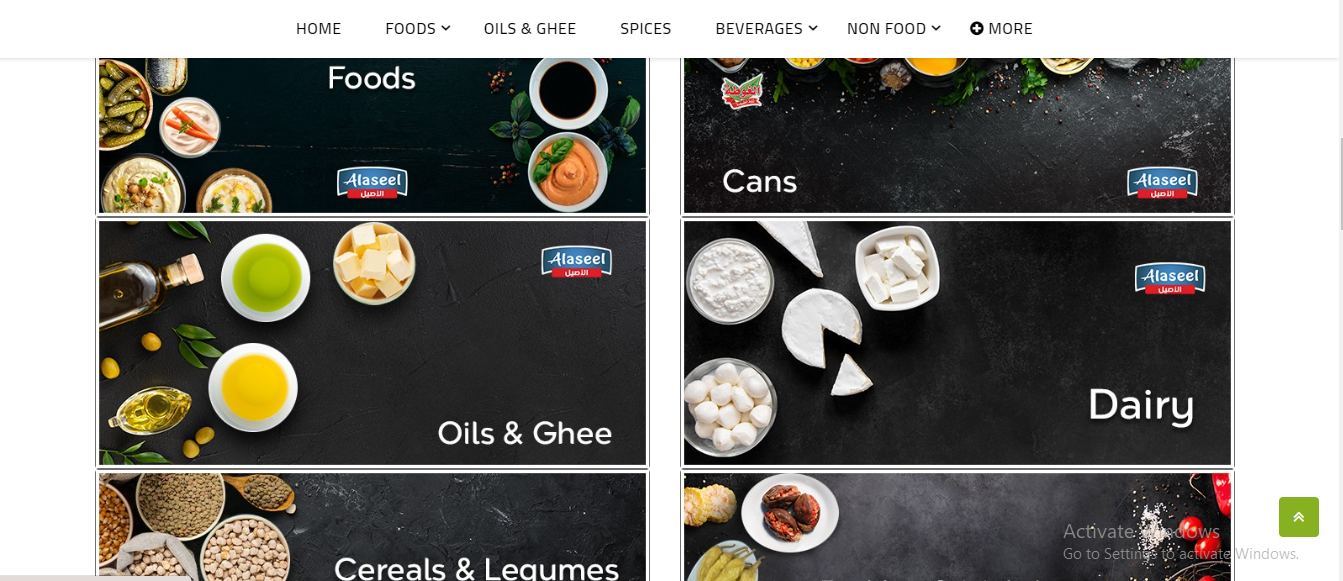 HOME FOODS OILS & GHEE SPICES BEVERAGES NON FOOD MORE
Foods
Alaseel
الأصيل
الغوطة
Cans
Alaseel
الأصيل
Alaseel
الأصيل
Oils & Ghee
Alaseel
الأصيل
Dairy
Cereals & Legumes
Activate Windows
Go to Settings to activate Windows.